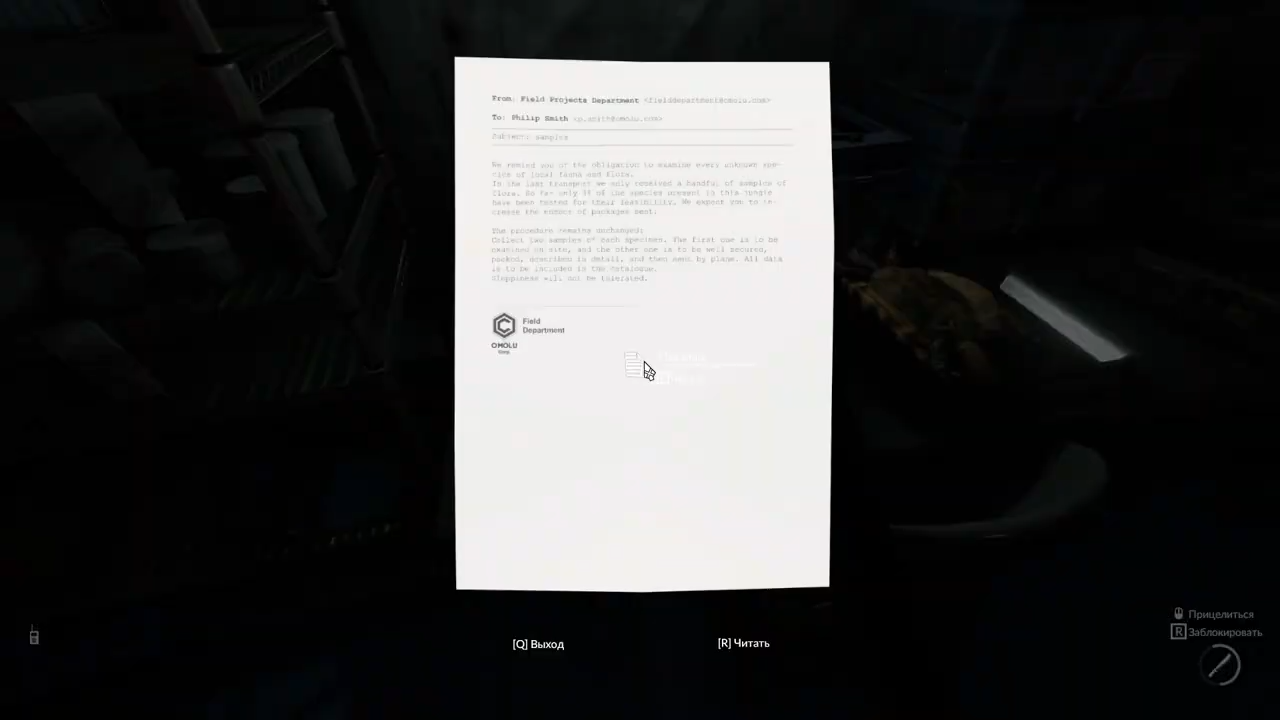 From: Field Projects Department <fielddepartment@omolu.com>
To: Philip Smith <p.smith@omolu.com>
Subject: samples
We remind you of the obligation to examine every unknown spe-
cies of local fauna and flora.
In the last transport we only received a handful of samples of
flora. So far only of the species present in this jungle
have been tested for their feasibility. We expect you to in-
crease the number of packages sent.
The procedure remains unchanged:
Collect two samples of each specimen. The first one is to be
examined on site, and the other one is to be well secured,
packed, described in detail, and then sent by plane. All data
is to be included in the catalogue.
Sloppiness will not be tolerated.
Field
Department
OMOLU
Corp.
[Q] Выход
[R] Читать
Прицелиться
R Заблокировать